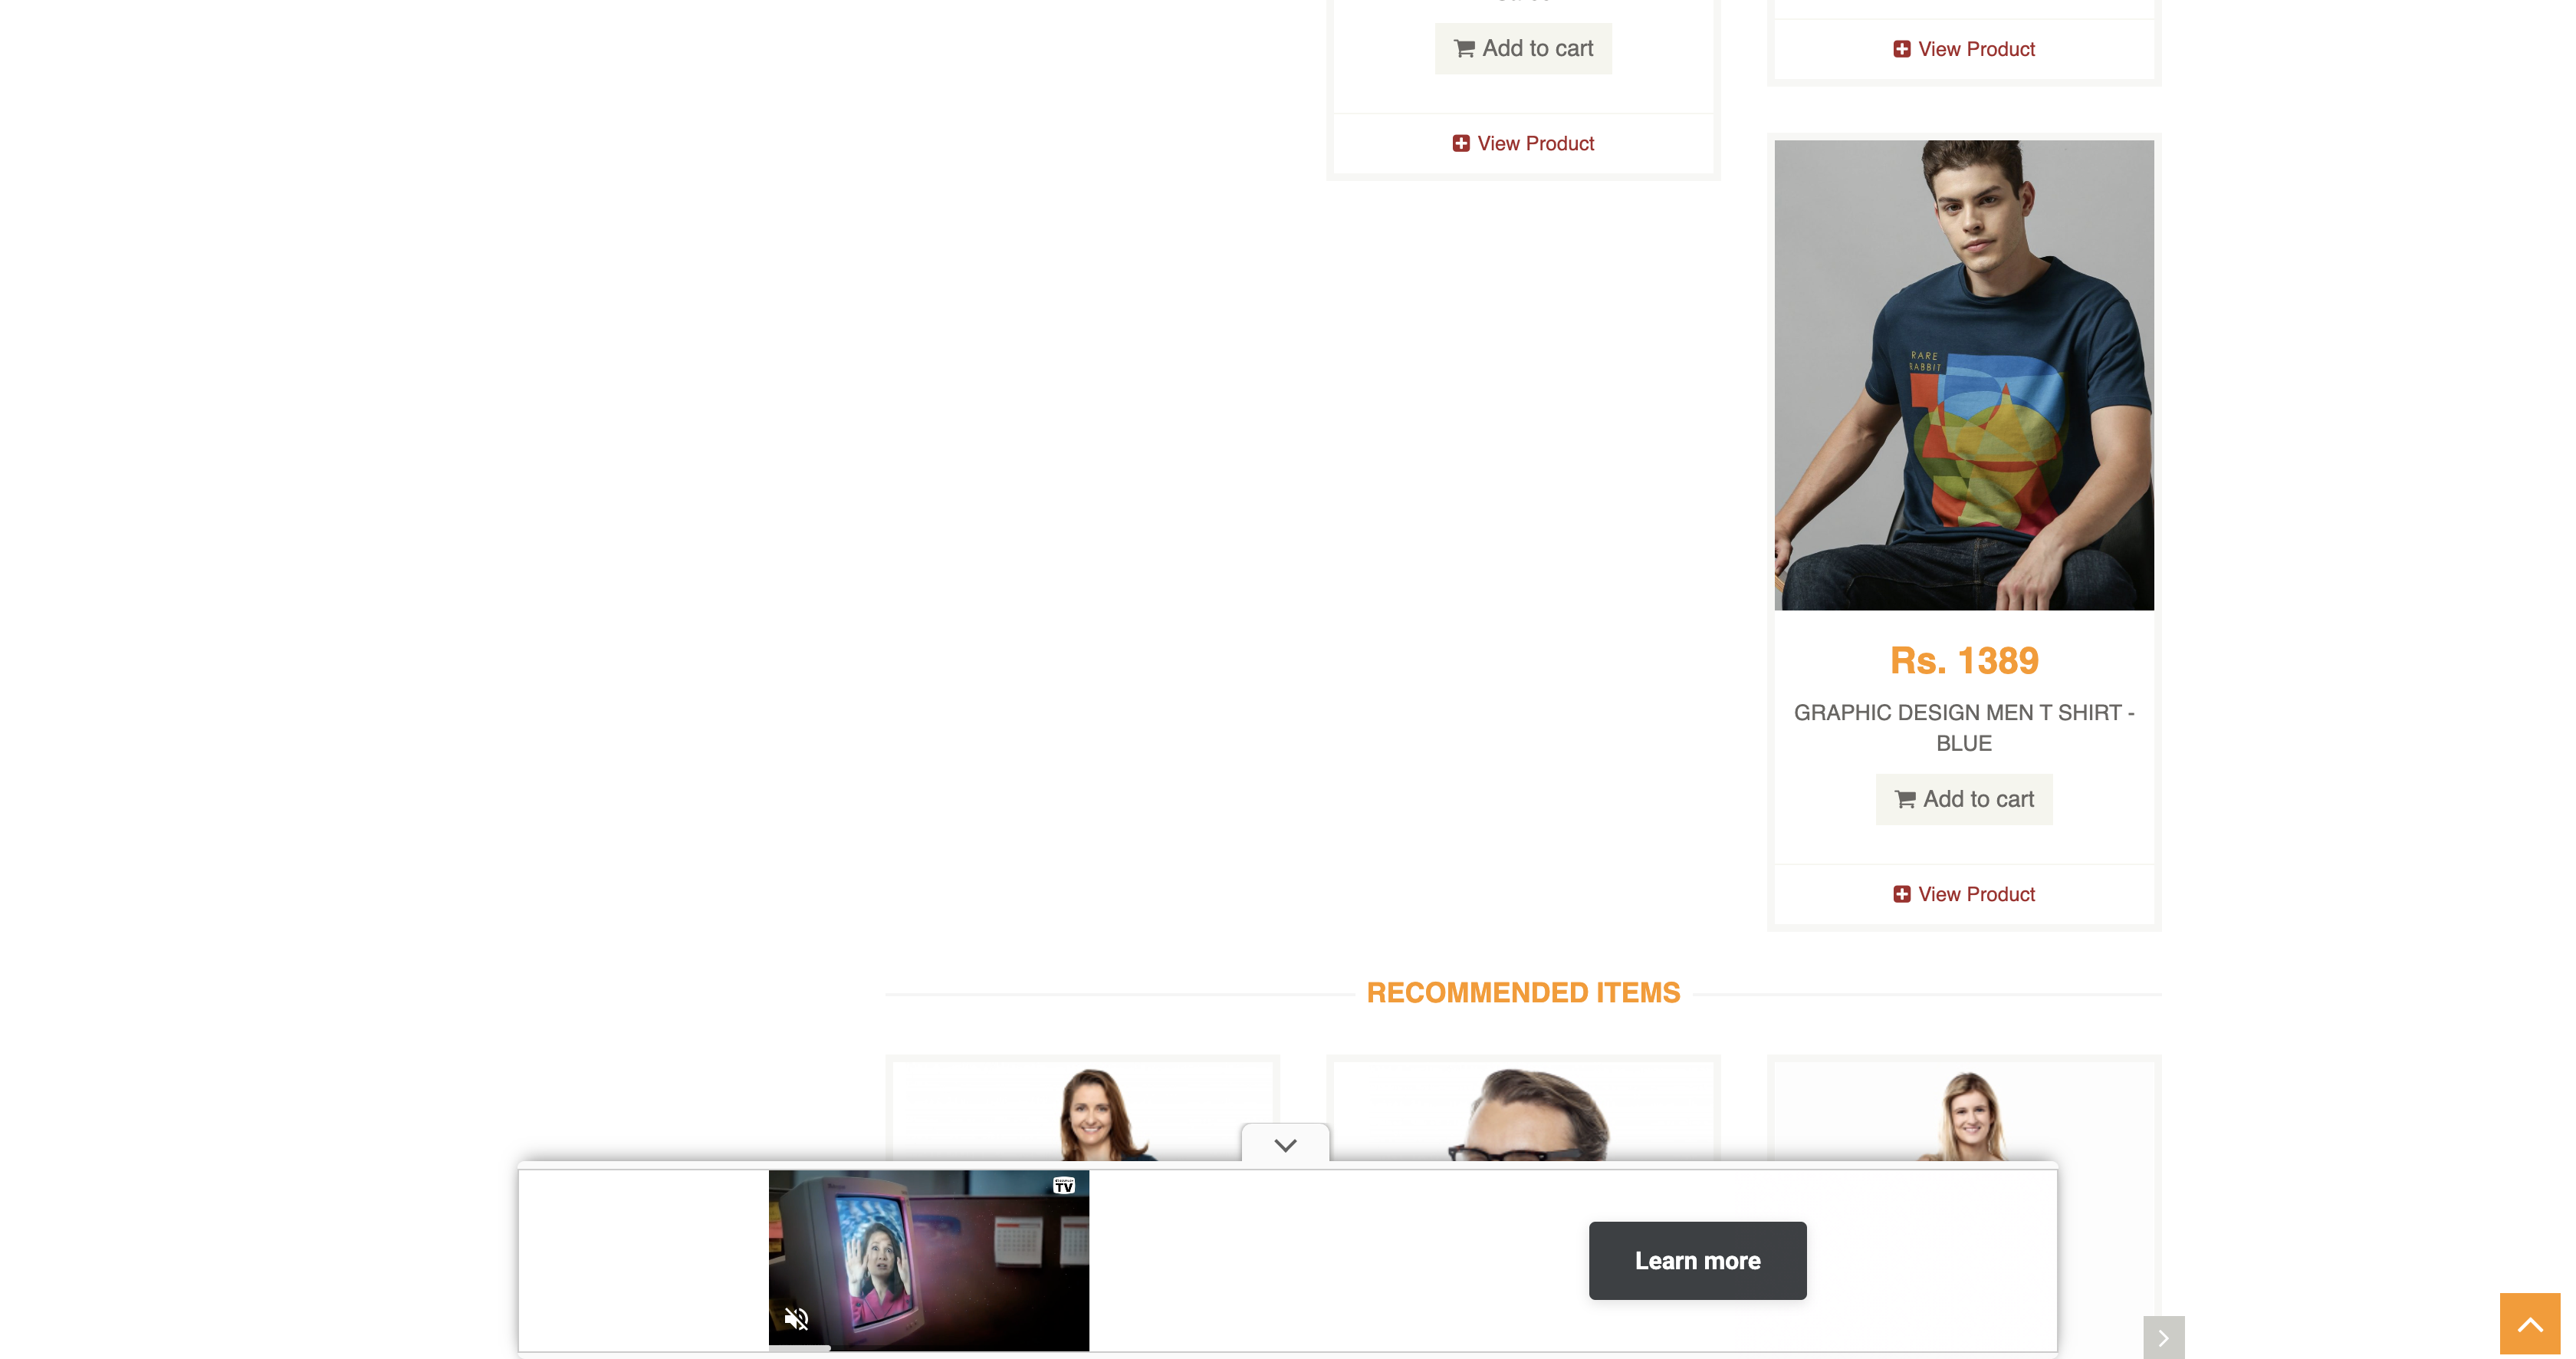 Add to cart
View Product
View Product
RARE
RABBIT
Rs. 1389
GRAPHIC DESIGN MEN T SHIRT -
BLUE
Add to cart
View Product
RECOMMENDED ITEMS
TV
Learn more